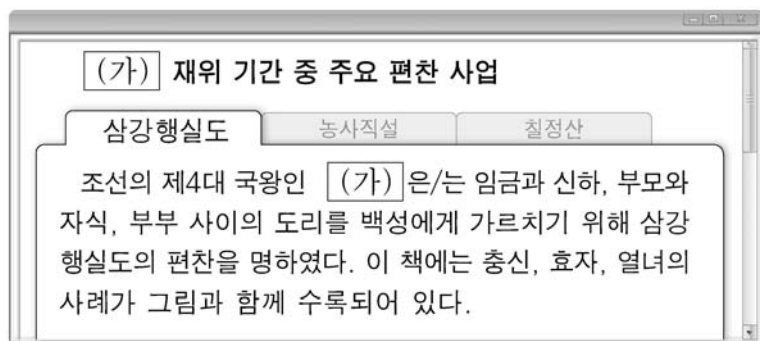 (가) 재위 기간 중 주요 편찬 사업
삼강행실도 농사직설 칠정산
조선의 제4대 국왕인 (가)은/는 임금과 신하, 부모와
자식, 부부 사이의 도리를 백성에게 가르치기 위해 삼강
행실도의 편찬을 명하였다. 이 책에는 충신, 효자, 열녀의
사례가 그림과 함께 수록되어 있다.